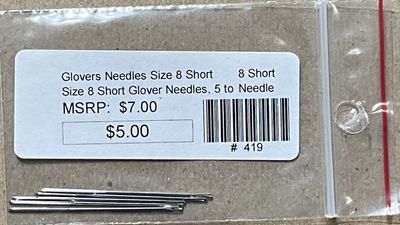 Glovers Needles Size 8 Short 8 Short
Size 8 Short Glover Needles, 5 to Needle
MSRP: $7.00
$5.00
# 419